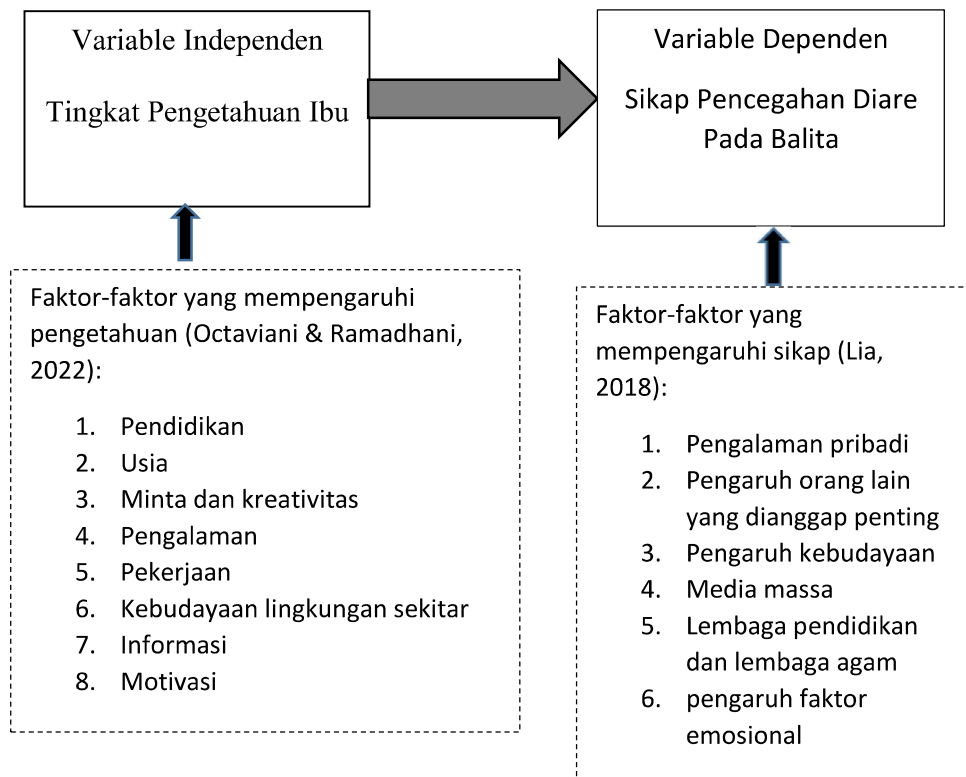 Variable Independen
Tingkat Pengetahuan Ibu
Variable Dependen
Sikap Pencegahan Diare
Pada Balita
Faktor-faktor yang mempengaruhi
pengetahuan (Octaviani & Ramadhani,
2022):
1. Pendidikan
2. Usia
3. Minta dan kreativitas
4. Pengalaman
5. Pekerjaan
6. Kebudayaan lingkungan sekitar
7. Informasi
8. Motivasi
Faktor-faktor yang
mempengaruhi sikap (Lia,
2018):
1. Pengalaman pribadi
2. Pengaruh orang lain
yang dianggap penting
3. Pengaruh kebudayaan
4. Media massa
5. Lembaga pendidikan
dan lembaga agam
6. pengaruh faktor
emosional